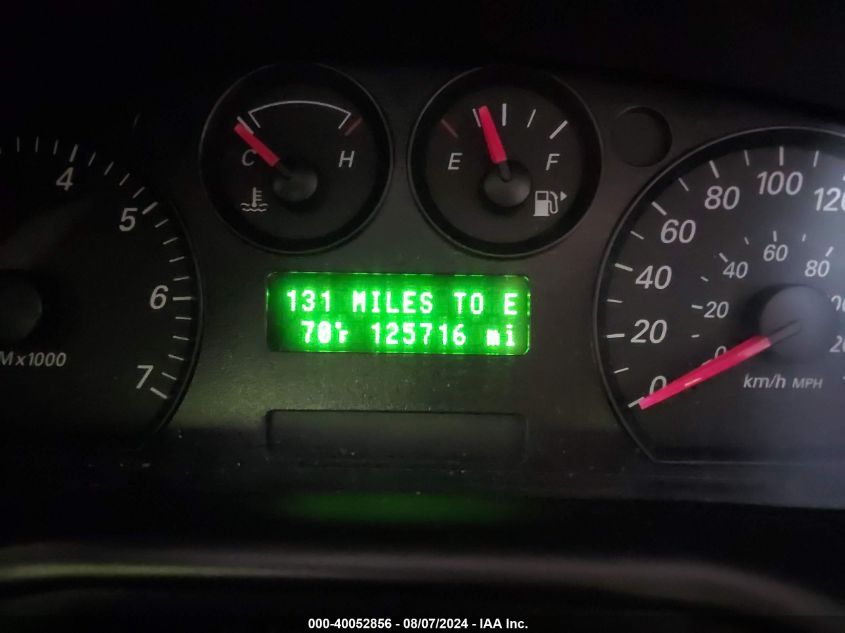 4
5
6
7
M x1000
C H
E F
131 MILES TO E
70°F 125716 mi
0 20 40 60 80 100 120
20 40 60 80
km/h MPH
000-40052856 - 08/07/2024 - IAA Inc.